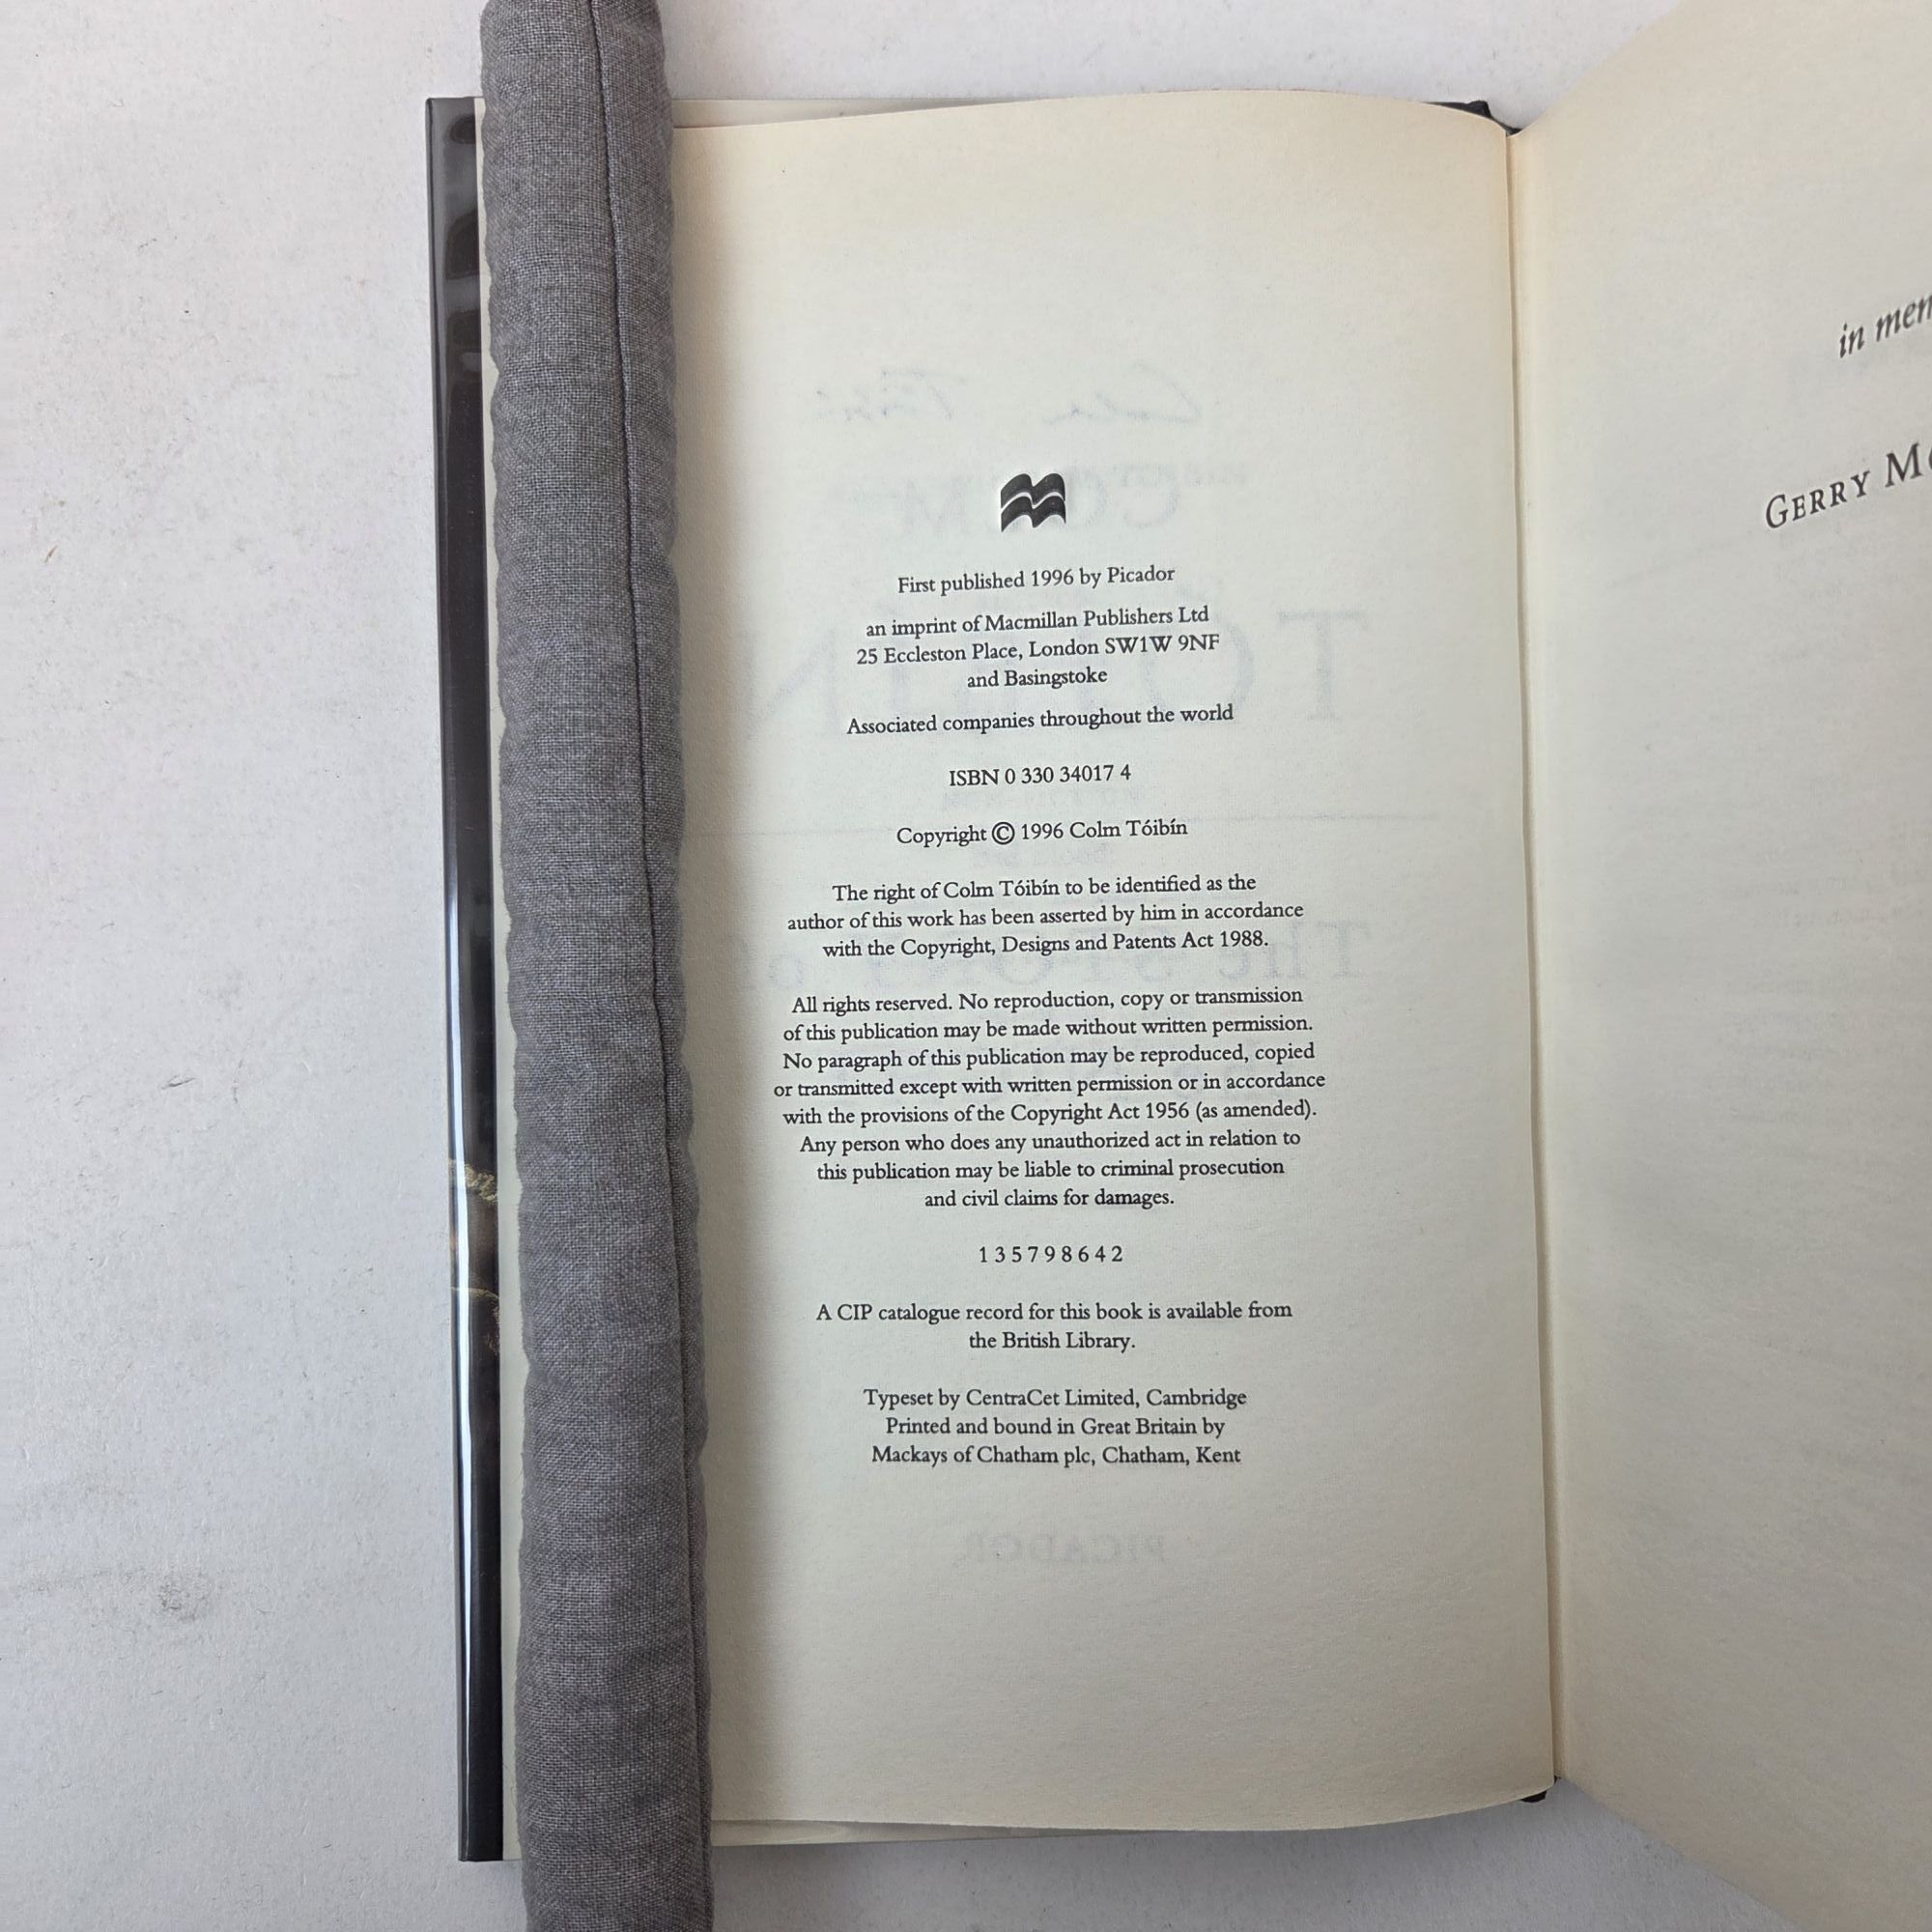 First published 1996 by Picador
an imprint of Macmillan Publishers Ltd
25 Eccleston Place, London SW1W 9NF
and Basingstoke
Associated companies throughout the world
ISBN 0 330 34017 4
Copyright © 1996 Colm Tóibín
The right of Colm Tóibín to be identified as the
author of this work has been asserted by him in accordance
with the Copyright, Designs and Patents Act 1988.
All rights reserved. No reproduction, copy or transmission
of this publication may be made without written permission.
No paragraph of this publication may be reproduced, copied
or transmitted except with written permission or in accordance
with the provisions of the Copyright Act 1956 (as amended).
Any person who does any unauthorized act in relation to
this publication may be liable to criminal prosecution
and civil claims for damages.
1 3 5 7 9 8 6 4 2
A CIP catalogue record for this book is available from
the British Library.
Typeset by CentraCet Limited, Cambridge
Printed and bound in Great Britain by
Mackays of Chatham plc, Chatham, Kent
PICADOR
in
GERRY